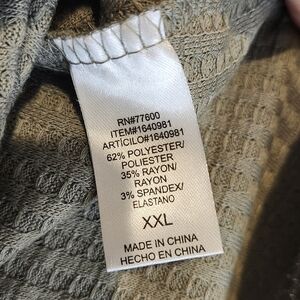 RN#77600
ITEM#1640981
ARTÍCILO#1640981
62% POLYESTER/
POLIESTER
35% RAYON/
RAYON
3% SPANDEX/
ELASTANO
XXL
MADE IN CHINA
HECHO EN CHINA